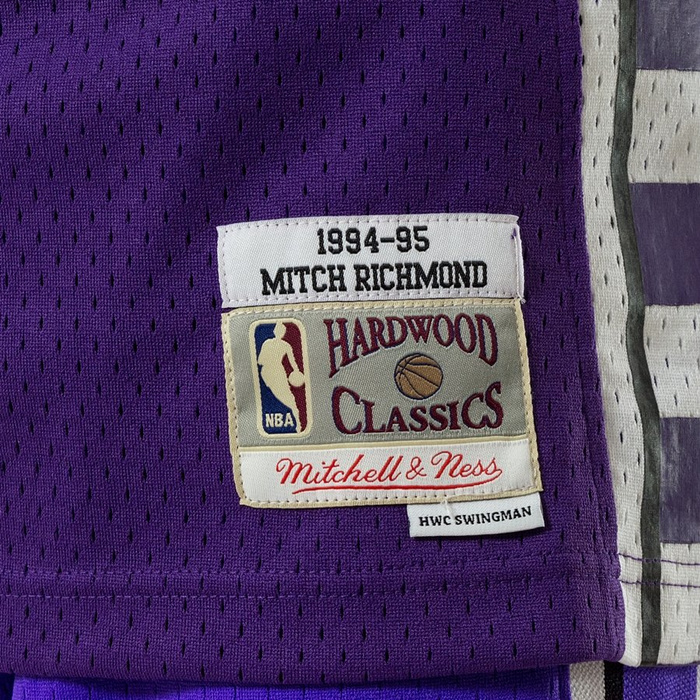 1994-95
MITCH RICHMOND
HARDWOOD
CLASSICS
NBA
Mitchell & Ness
HWC SWINGMAN